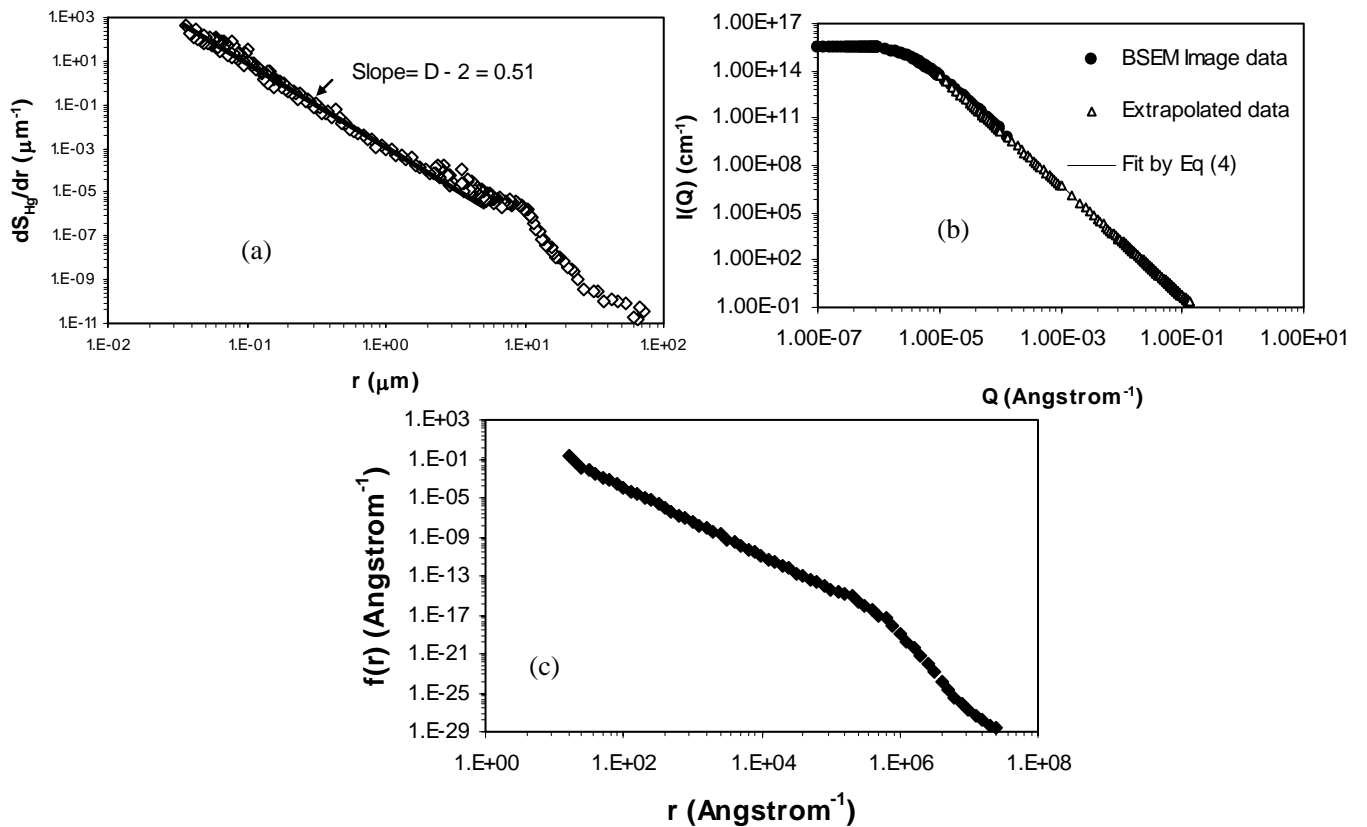 1.E+03
1.E+01
1.E-01
1.E-03
1.E-05
1.E-07
1.E-09
1.E-11
dS_Hg/dr (μm⁻¹)
Slope= D - 2 = 0.51
(a)
1.E-02 1.E-01 1.E+00 1.E+01 1.E+02
r (μm)
1.00E+17
1.00E+14
1.00E+11
1.00E+08
1.00E+05
1.00E+02
1.00E-01
I(Q) (cm⁻¹)
BSEM Image data
Extrapolated data
Fit by Eq (4)
(b)
1.00E-07 1.00E-05 1.00E-03 1.00E-01 1.00E+01
Q (Angstrom⁻¹)
1.E+03
1.E-01
1.E-05
1.E-09
1.E-13
1.E-17
1.E-21
1.E-25
1.E-29
f(r) (Angstrom⁻¹)
(c)
1.E+00 1.E+02 1.E+04 1.E+06 1.E+08
r (Angstrom⁻¹)